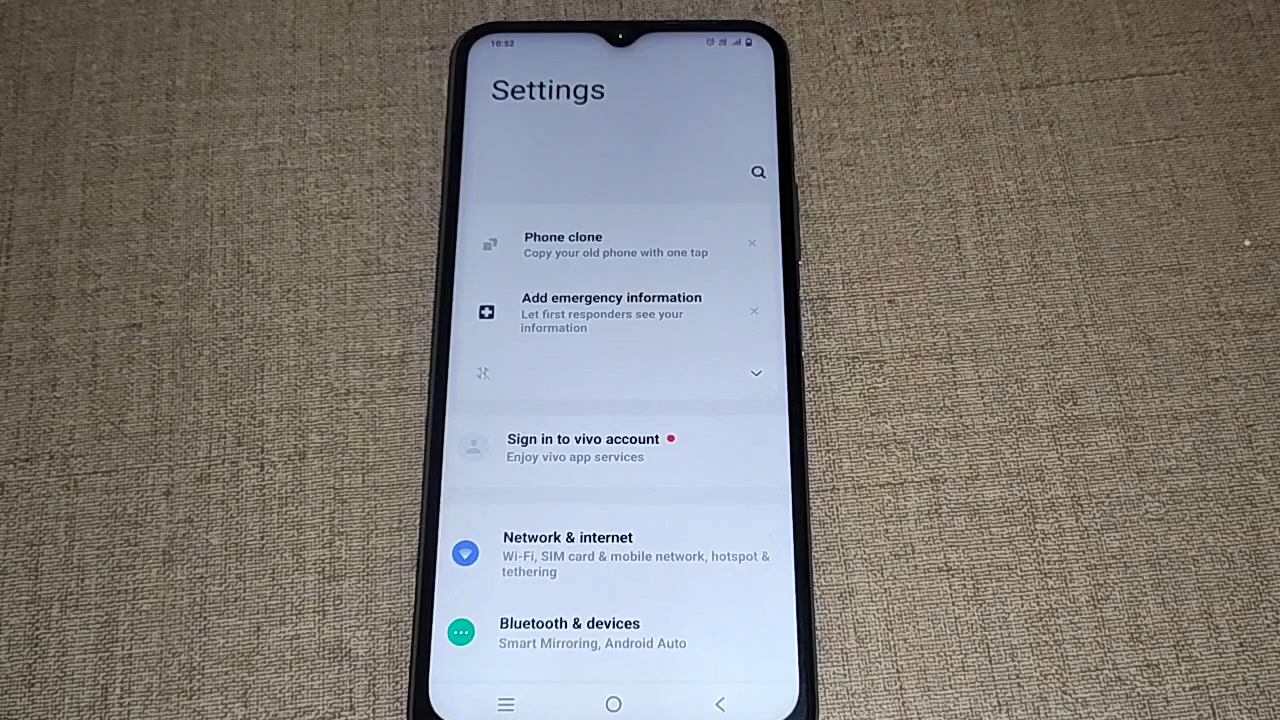 10:52
Settings
Phone clone
Copy your old phone with one tap
Add emergency information
Let first responders see your
information
Sign in to vivo account
Enjoy vivo app services
Network & internet
Wi-Fi, SIM card & mobile network, hotspot &
tethering
Bluetooth & devices
Smart Mirroring, Android Auto